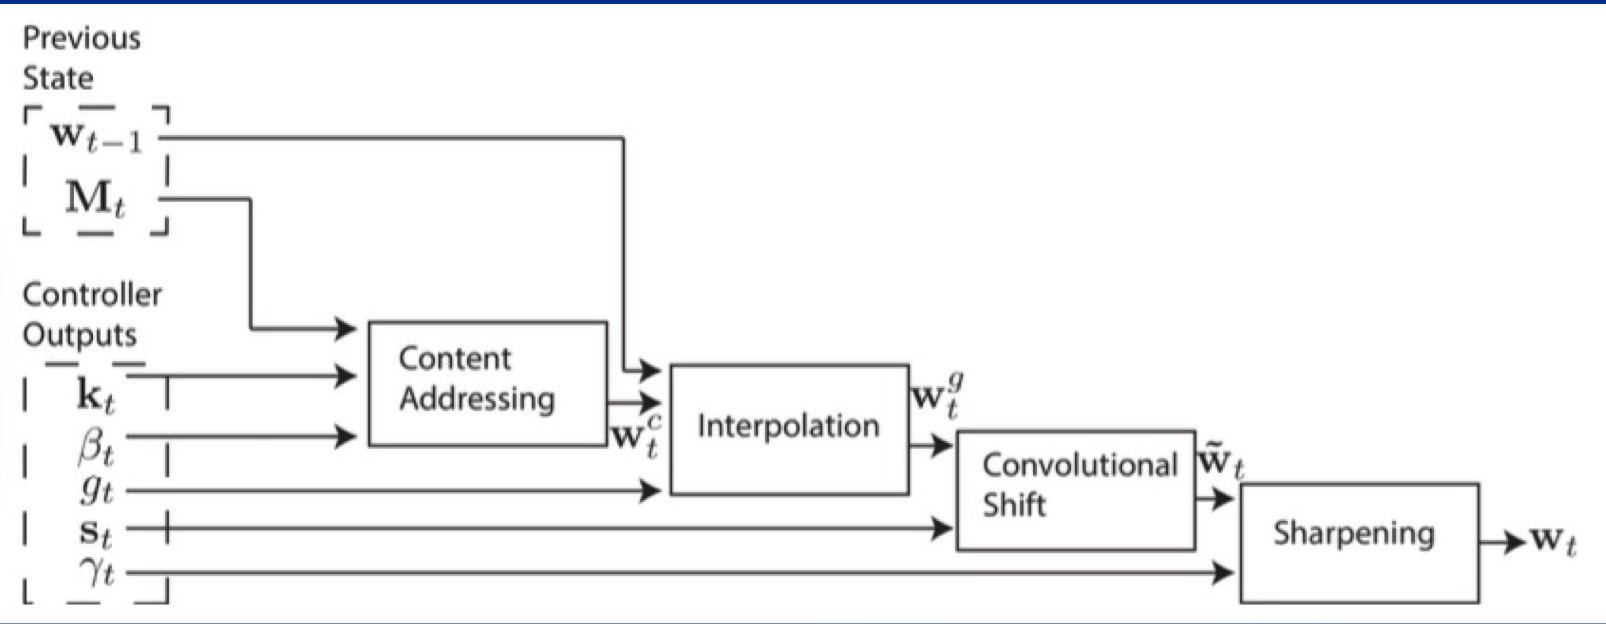 Previous
State
w_{t-1}
M_t
Controller
Outputs
k_t
β_t
g_t
s_t
γ_t
Content
Addressing
w_t^c
Interpolation
w_t^g
Convolutional
Shift
w̃_t
Sharpening
w_t